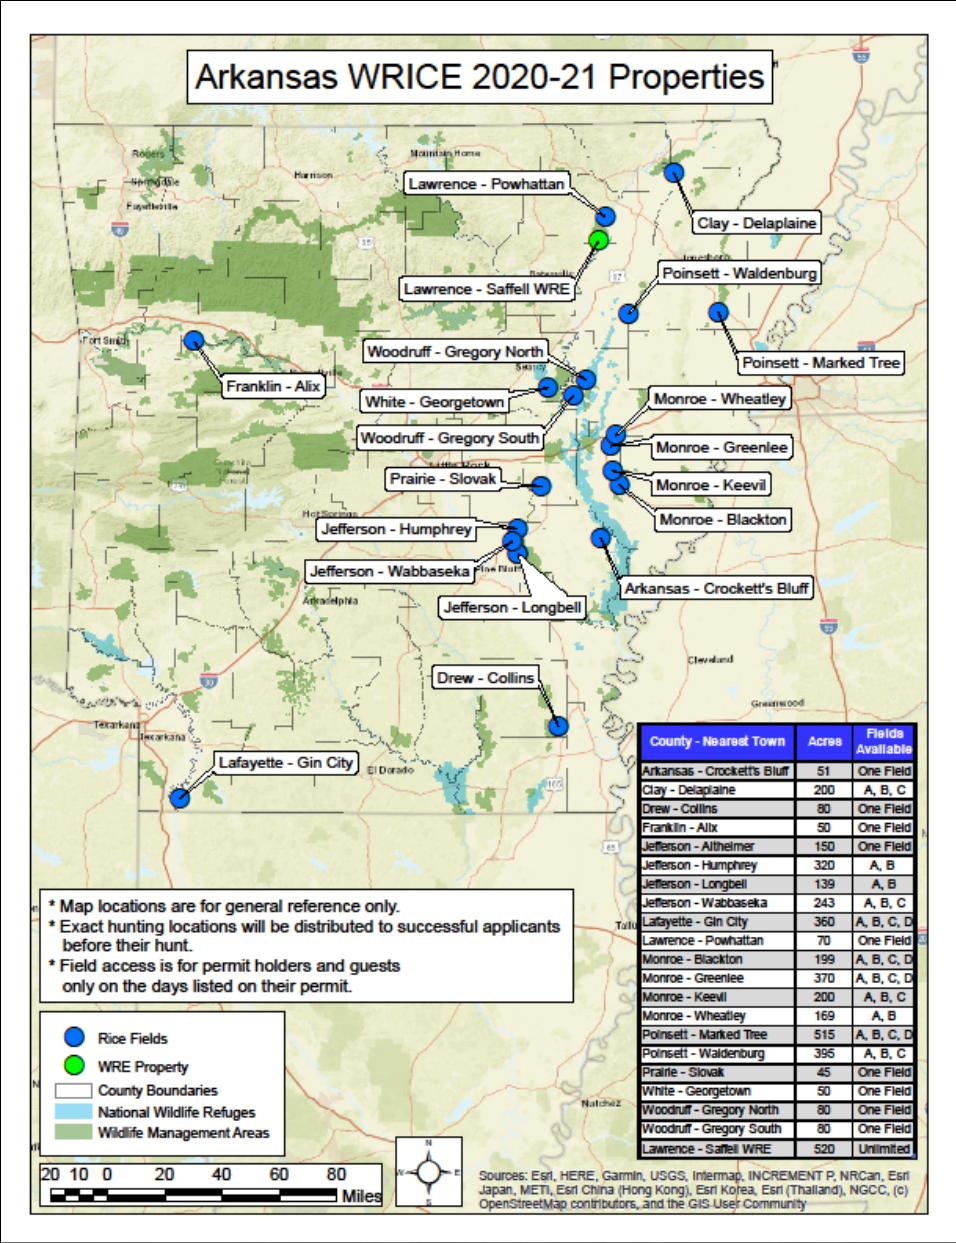 Arkansas WRICE 2020-21 Properties
Rogers
Springdale
Fayetteville
Harrison
Mountain Home
Lawrence - Powhattan
Clay - Delaplaine
Lawrence - Saffell WRE
Jonesboro
Poinsett - Waldenburg
Poinsett - Marked Tree
Fort Smith
Woodruff - Gregory North
Searcy
Franklin - Alix
White - Georgetown
Monroe - Wheatley
Woodruff - Gregory South
Monroe - Greenlee
Little Rock
Prairie - Slovak
Monroe - Keevil
Hot Springs
Monroe - Blackton
Jefferson - Humphrey
Jefferson - Wabbaseka
Pine Bluff
Arkansas - Crockett's Bluff
Arkadelphia
Jefferson - Longbell
Cleveland
Drew - Collins
Greenwood
Texarkana
Texarkana
Lafayette - Gin City
El Dorado
County - Nearest Town Acres Fields Available
Arkansas - Crockett's Bluff 51 One Field
Clay - Delaplaine 200 A, B, C
Drew - Collins 80 One Field
Franklin - Alix 50 One Field
Jefferson - Altheimer 150 One Field
Jefferson - Humphrey 320 A, B
Jefferson - Longbell 139 A, B
Jefferson - Wabbaseka 243 A, B, C
Lafayette - Gin City 360 A, B, C, D
Lawrence - Powhattan 70 One Field
Monroe - Blackton 199 A, B, C, D
Monroe - Greenlee 370 A, B, C, D
Monroe - Keevil 200 A, B, C
Monroe - Wheatley 169 A, B
Poinsett - Marked Tree 515 A, B, C, D
Poinsett - Waldenburg 395 A, B, C
Prairie - Slovak 45 One Field
White - Georgetown 50 One Field
Woodruff - Gregory North 80 One Field
Woodruff - Gregory South 80 One Field
Lawrence - Saffell WRE 520 Unlimited
* Map locations are for general reference only.
* Exact hunting locations will be distributed to successful applicants
before their hunt.
* Field access is for permit holders and guests
only on the days listed on their permit.
Rice Fields
WRE Property
County Boundaries
National Wildlife Refuges
Wildlife Management Areas
Natchez
20 10 0 20 40 60 80
Miles
N
W E
S
Sources: Esri, HERE, Garmin, USGS, Intermap, INCREMENT P, NRCan, Esri
Japan, METI, Esri China (Hong Kong), Esri Korea, Esri (Thailand), NGCC, (c)
OpenStreetMap contributors, and the GIS User Community